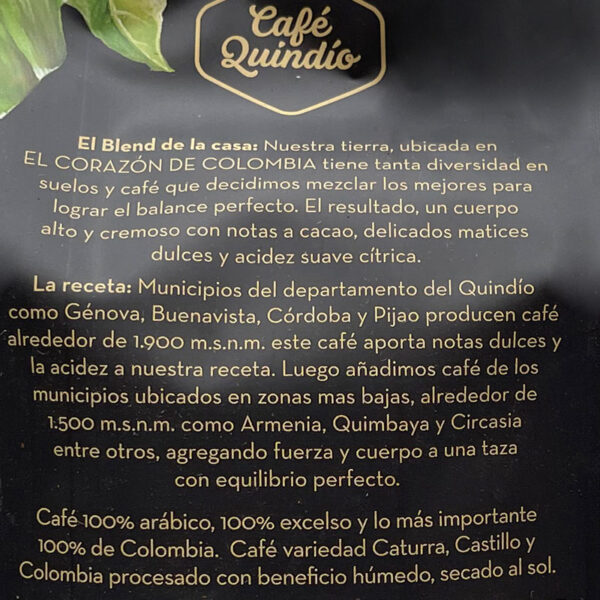 Café
Quindío
El Blend de la casa: Nuestra tierra, ubicada en
EL CORAZÓN DE COLOMBIA tiene tanta diversidad en
suelos y café que decidimos mezclar los mejores para
lograr el balance perfecto. El resultado, un cuerpo
alto y cremoso con notas a cacao, delicados matices
dulces y acidez suave cítrica.
La receta: Municipios del departamento del Quindío
como Génova, Buenavista, Córdoba y Pijao producen café
alrededor de 1.900 m.s.n.m. este café aporta notas dulces y
la acidez a nuestra receta. Luego añadimos café de los
municipios ubicados en zonas mas bajas, alrededor de
1.500 m.s.n.m. como Armenia, Quimbaya y Circasia
entre otros, agregando fuerza y cuerpo a una taza
con equilibrio perfecto.
Café 100% arábico, 100% excelso y lo más importante
100% de Colombia. Café variedad Caturra, Castillo y
Colombia procesado con beneficio húmedo, secado al sol.